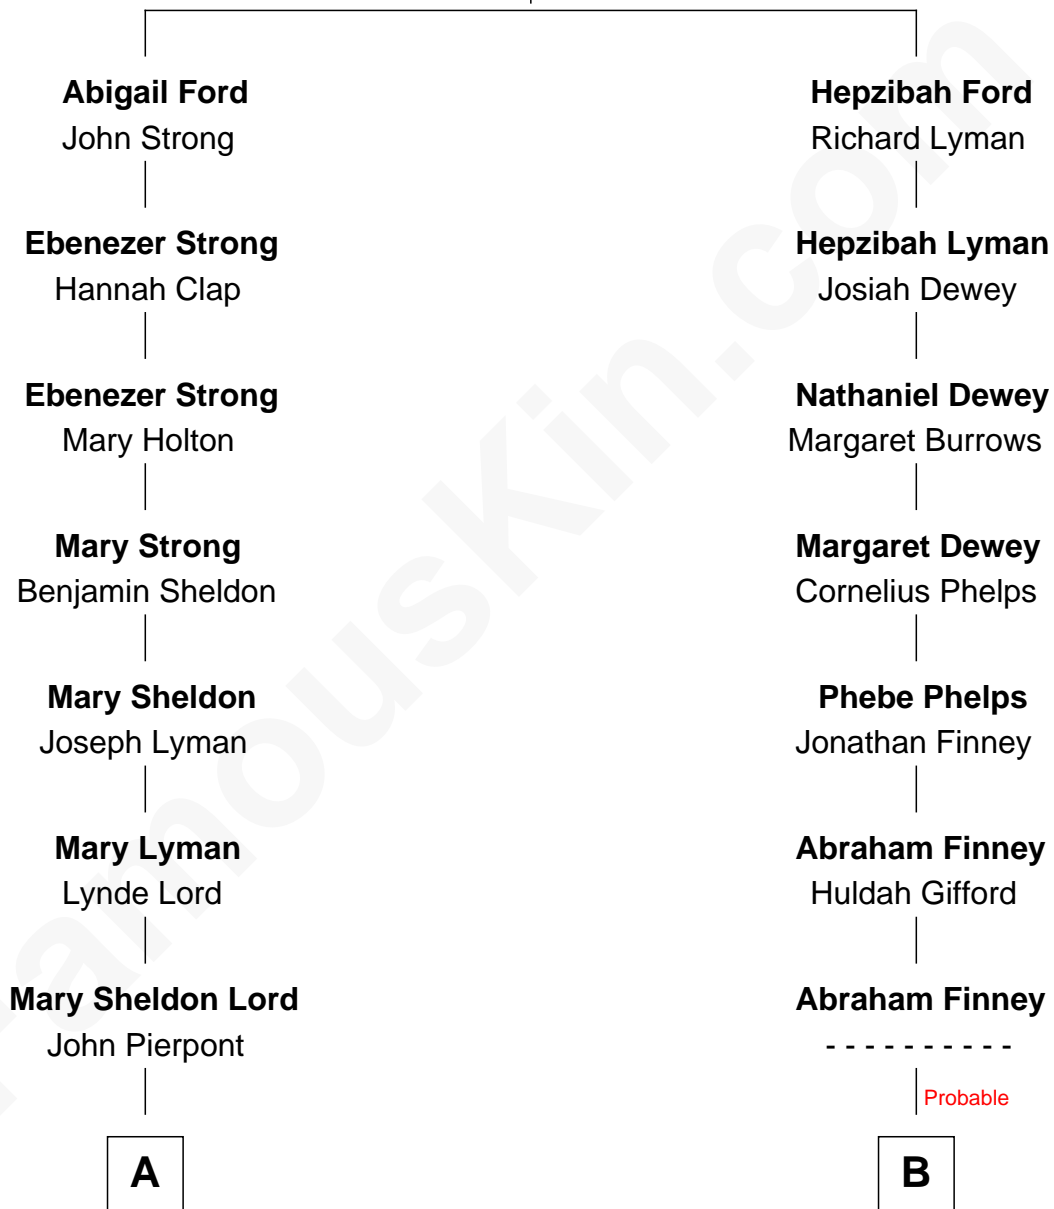 Abigail Ford
John Strong
Hepzibah Ford
Richard Lyman
Ebenezer Strong
Hannah Clap
Hepzibah Lyman
Josiah Dewey
Ebenezer Strong
Mary Holton
Nathaniel Dewey
Margaret Burrows
Mary Strong
Benjamin Sheldon
Margaret Dewey
Cornelius Phelps
Mary Sheldon
Joseph Lyman
Phebe Phelps
Jonathan Finney
Mary Lyman
Lynde Lord
Abraham Finney
Huldah Gifford
Mary Sheldon Lord
John Pierpont
Abraham Finney
- - - - - - - - - -
Probable
A
B
FamousKin.com